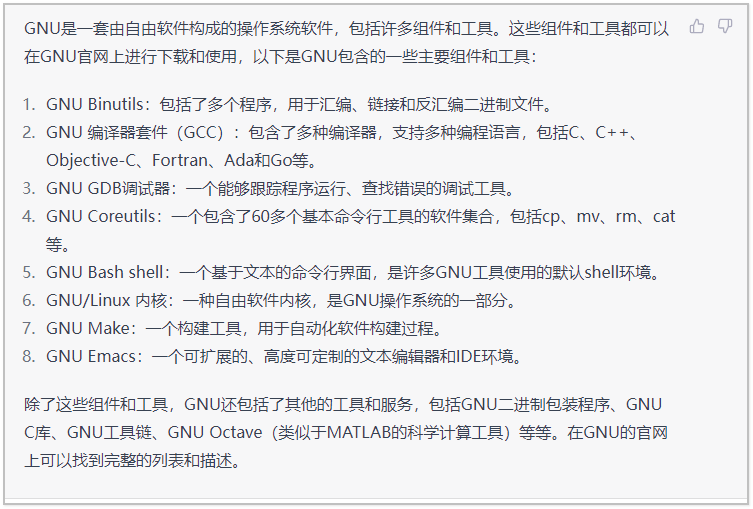 GNU是一套由自由软件构成的操作系统软件，包括许多组件和工具。这些组件和工具都可以
在GNU官网上进行下载和使用，以下是GNU包含的一些主要组件和工具：
1. GNU Binutils：包括了多个程序，用于汇编、链接和反汇编二进制文件。
2. GNU 编译器套件（GCC）：包含了多种编译器，支持多种编程语言，包括C、C++、
Objective-C、Fortran、Ada和Go等。
3. GNU GDB调试器：一个能够跟踪程序运行、查找错误的调试工具。
4. GNU Coreutils：一个包含了60多个基本命令行工具的软件集合，包括cp、mv、rm、cat
等。
5. GNU Bash shell：一个基于文本的命令行界面，是许多GNU工具使用的默认shell环境。
6. GNU/Linux 内核：一种自由软件内核，是GNU操作系统的一部分。
7. GNU Make：一个构建工具，用于自动化软件构建过程。
8. GNU Emacs：一个可扩展的、高度可定制的文本编辑器和IDE环境。
除了这些组件和工具，GNU还包括了其他的工具和服务，包括GNU二进制包装程序、GNU
C库、GNU工具链、GNU Octave（类似于MATLAB的科学计算工具）等等。在GNU的官网
上可以找到完整的列表和描述。